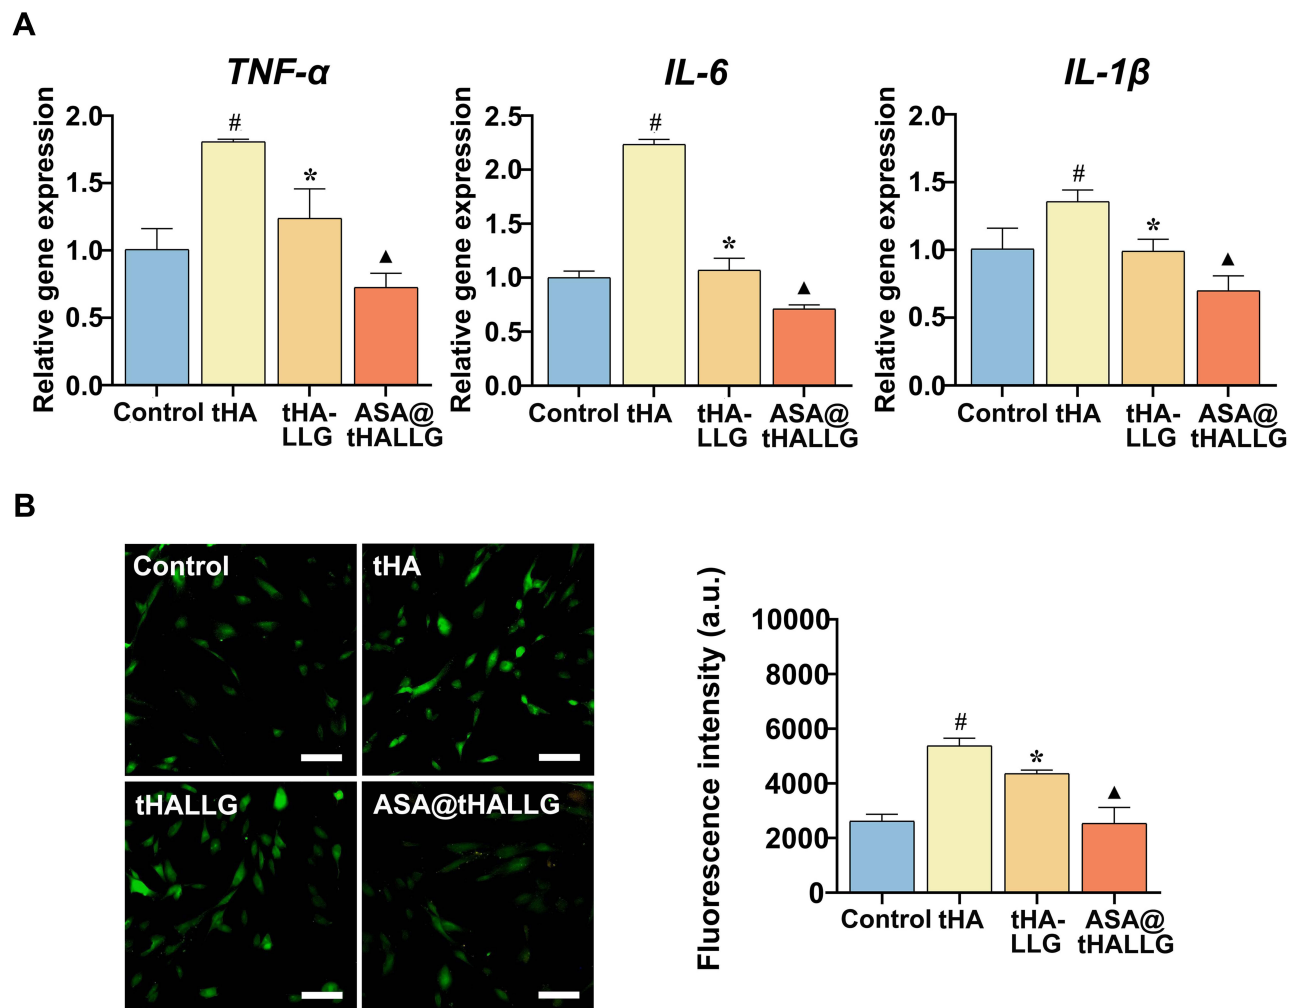 A
TNF-α
Relative gene expression
2.0
1.5
1.0
0.5
0.0
#
*
▲
Control tHA tHA- ASA@
LLG tHALLG
IL-6
Relative gene expression
2.5
2.0
1.5
1.0
0.5
0.0
#
*
▲
Control tHA tHA- ASA@
LLG tHALLG
IL-1β
Relative gene expression
2.0
1.5
1.0
0.5
0.0
#
*
▲
Control tHA tHA- ASA@
LLG tHALLG
B
Control
tHA
tHALLG
ASA@tHALLG
Fluorescence intensity (a.u.)
10000
8000
6000
4000
2000
0
#
*
▲
Control tHA tHA- ASA@
LLG tHALLG